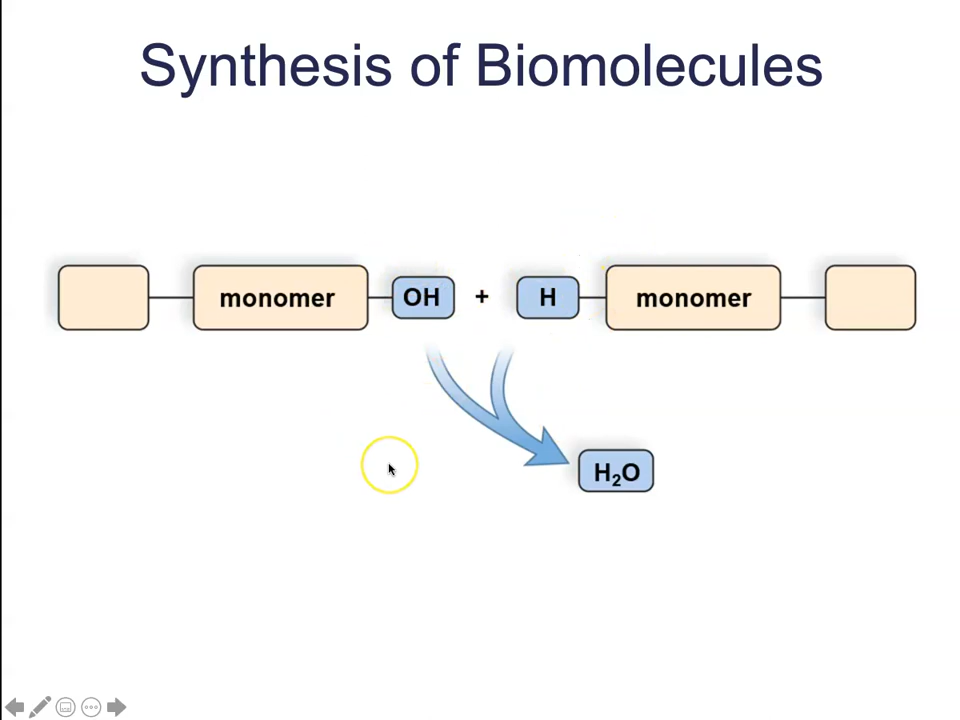 Synthesis of Biomolecules
monomer OH + H monomer
H₂O